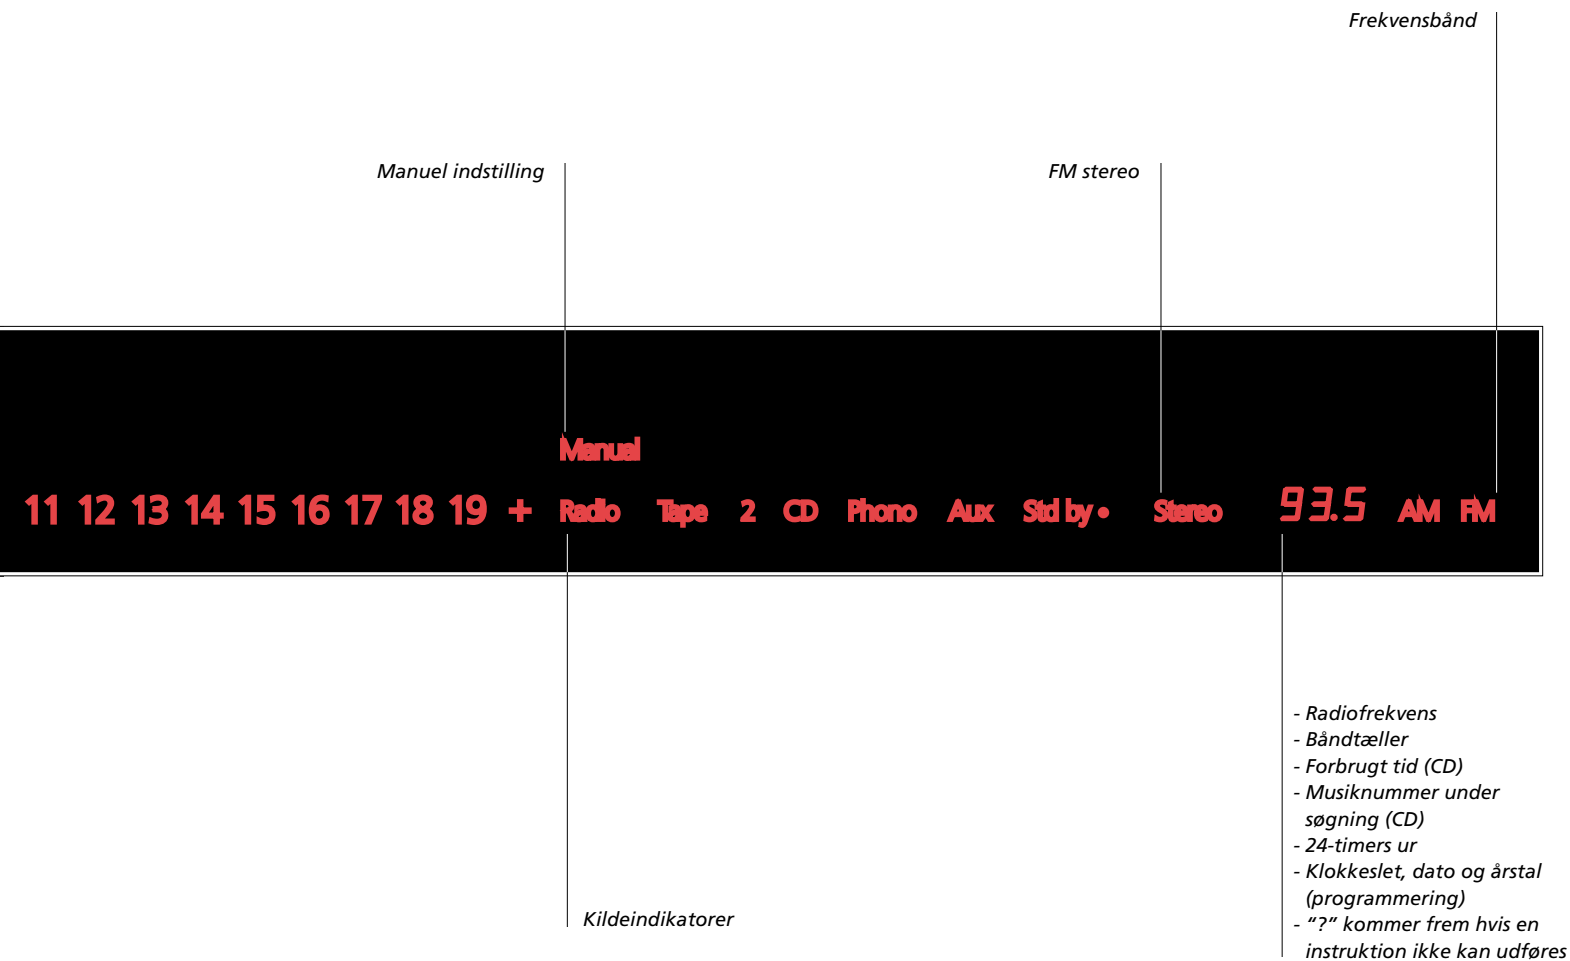 Frekvensbånd
Manuel indstilling
FM stereo
Manual
11 12 13 14 15 16 17 18 19 + Radio Tape 2 CD Phono Aux Std by • Stereo 93.5 AM FM
- Radiofrekvens
- Båndtæller
- Forbrugt tid (CD)
- Musiknummer under
søgning (CD)
- 24-timers ur
- Klokkeslet, dato og årstal
(programmering)
- “?” kommer frem hvis en
instruktion ikke kan udføres
Kildeindikatorer